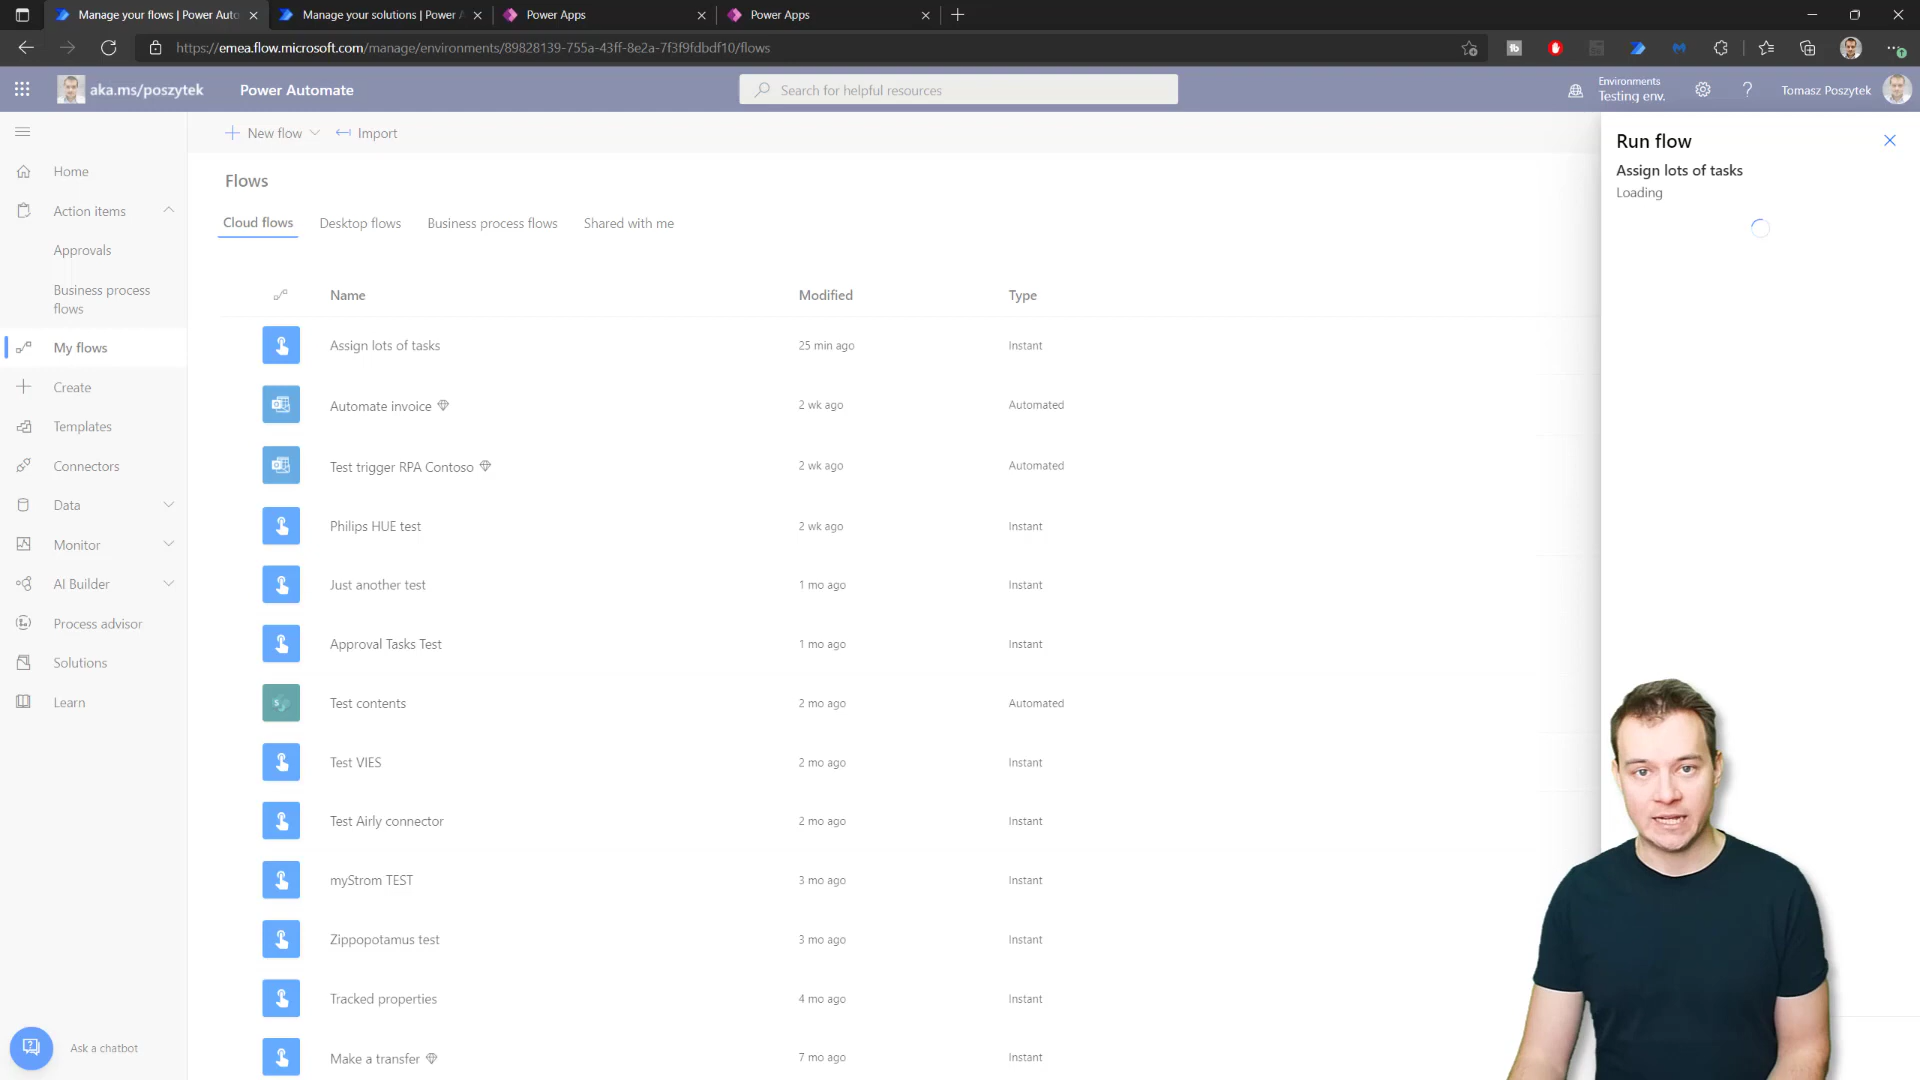 Manage your flows | Power Auto
Manage your solutions | Power A
Power Apps
Power Apps
https://emea.flow.microsoft.com/manage/environments/89828139-755a-43ff-8e2a-7f3f9fdbdf10/flows
aka.ms/poszytek
Power Automate
Search for helpful resources
Environments
Testing env.
Tomasz Poszytek
New flow
Import
Run flow
Assign lots of tasks
Loading
Home
Action items
Approvals
Business process
flows
My flows
Create
Templates
Connectors
Data
Monitor
AI Builder
Process advisor
Solutions
Learn
Ask a chatbot
Flows
Cloud flows
Desktop flows
Business process flows
Shared with me
Name Modified Type
Assign lots of tasks 25 min ago Instant
Automate invoice 2 wk ago Automated
Test trigger RPA Contoso 2 wk ago Automated
Philips HUE test 2 wk ago Instant
Just another test 1 mo ago Instant
Approval Tasks Test 1 mo ago Instant
Test contents 2 mo ago Automated
Test VIES 2 mo ago Instant
Test Airly connector 2 mo ago Instant
myStrom TEST 3 mo ago Instant
Zippopotamus test 3 mo ago Instant
Tracked properties 4 mo ago Instant
Make a transfer 7 mo ago Instant